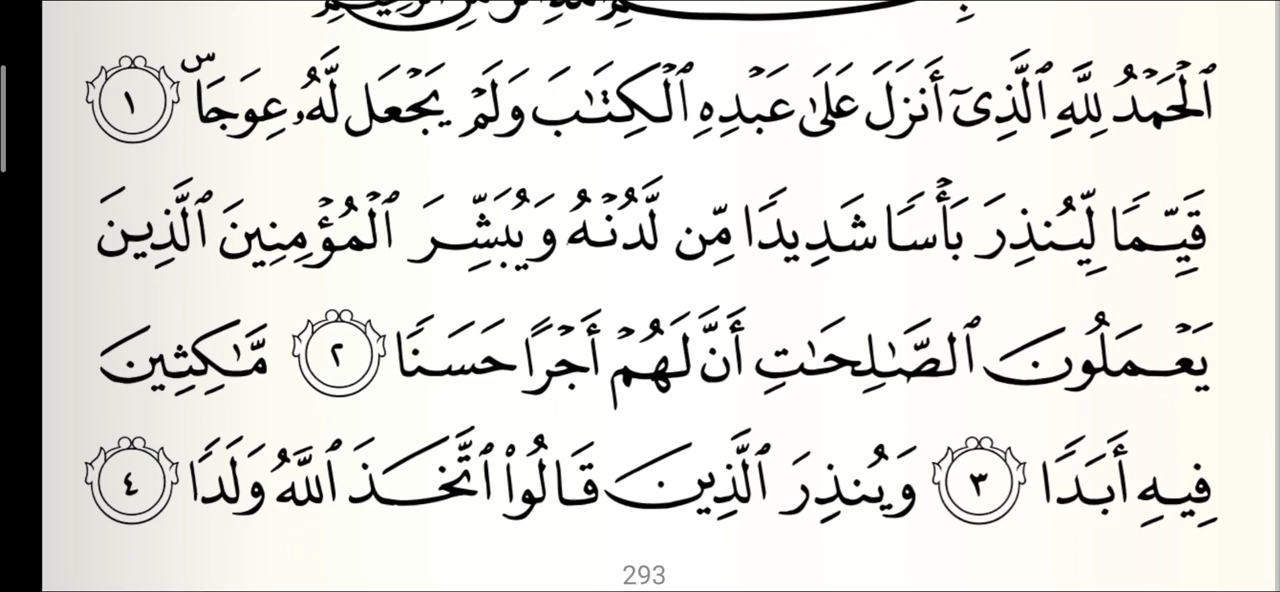 ٱلْحَمْدُ لِلَّهِ ٱلَّذِىٓ أَنزَلَ عَلَىٰ عَبْدِهِ ٱلْكِتَـٰبَ وَلَمْ يَجْعَل لَّهُۥ عِوَجَاۜ ١
قَيِّمًا لِّيُنذِرَ بَأْسًا شَدِيدًا مِّن لَّدُنْهُ وَيُبَشِّرَ ٱلْمُؤْمِنِينَ ٱلَّذِينَ
يَعْمَلُونَ ٱلصَّـٰلِحَـٰتِ أَنَّ لَهُمْ أَجْرًا حَسَنًا ٢ مَّـٰكِثِينَ
فِيهِ أَبَدًا ٣ وَيُنذِرَ ٱلَّذِينَ قَالُوا۟ ٱتَّخَذَ ٱللَّهُ وَلَدًا ٤
293